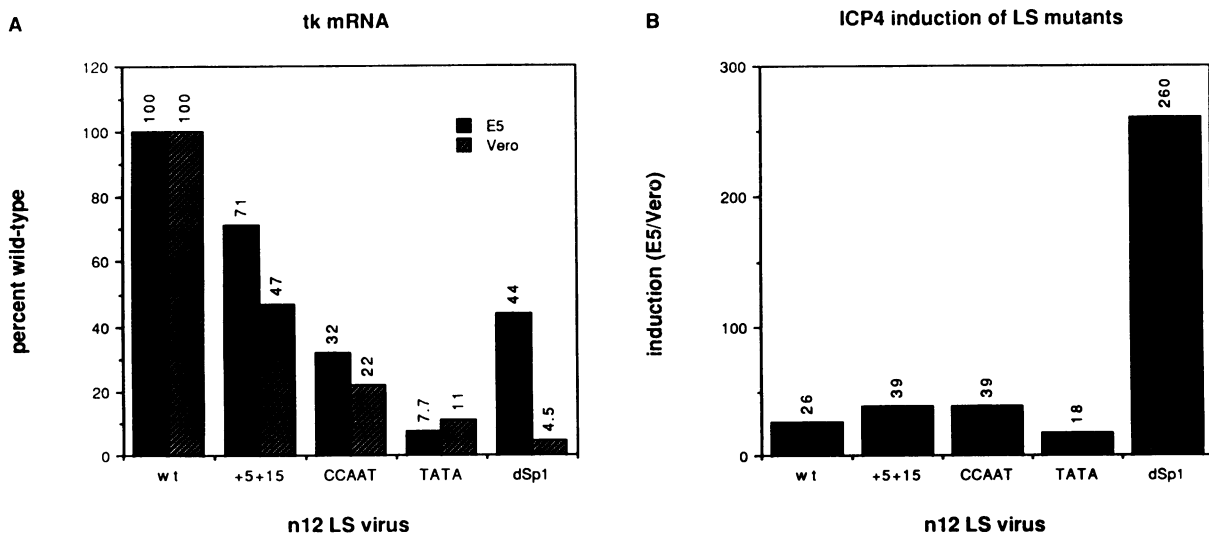 A
tk mRNA
percent wild-type
120
100
80
60
40
20
0
100
100
71
47
32
22
7.7
11
44
4.5
E5
Vero
wt
+5+15
CCAAT
TATA
dSp1
n12 LS virus
B
ICP4 induction of LS mutants
induction (E5/Vero)
300
200
100
0
26
39
39
18
260
wt
+5+15
CCAAT
TATA
dSp1
n12 LS virus